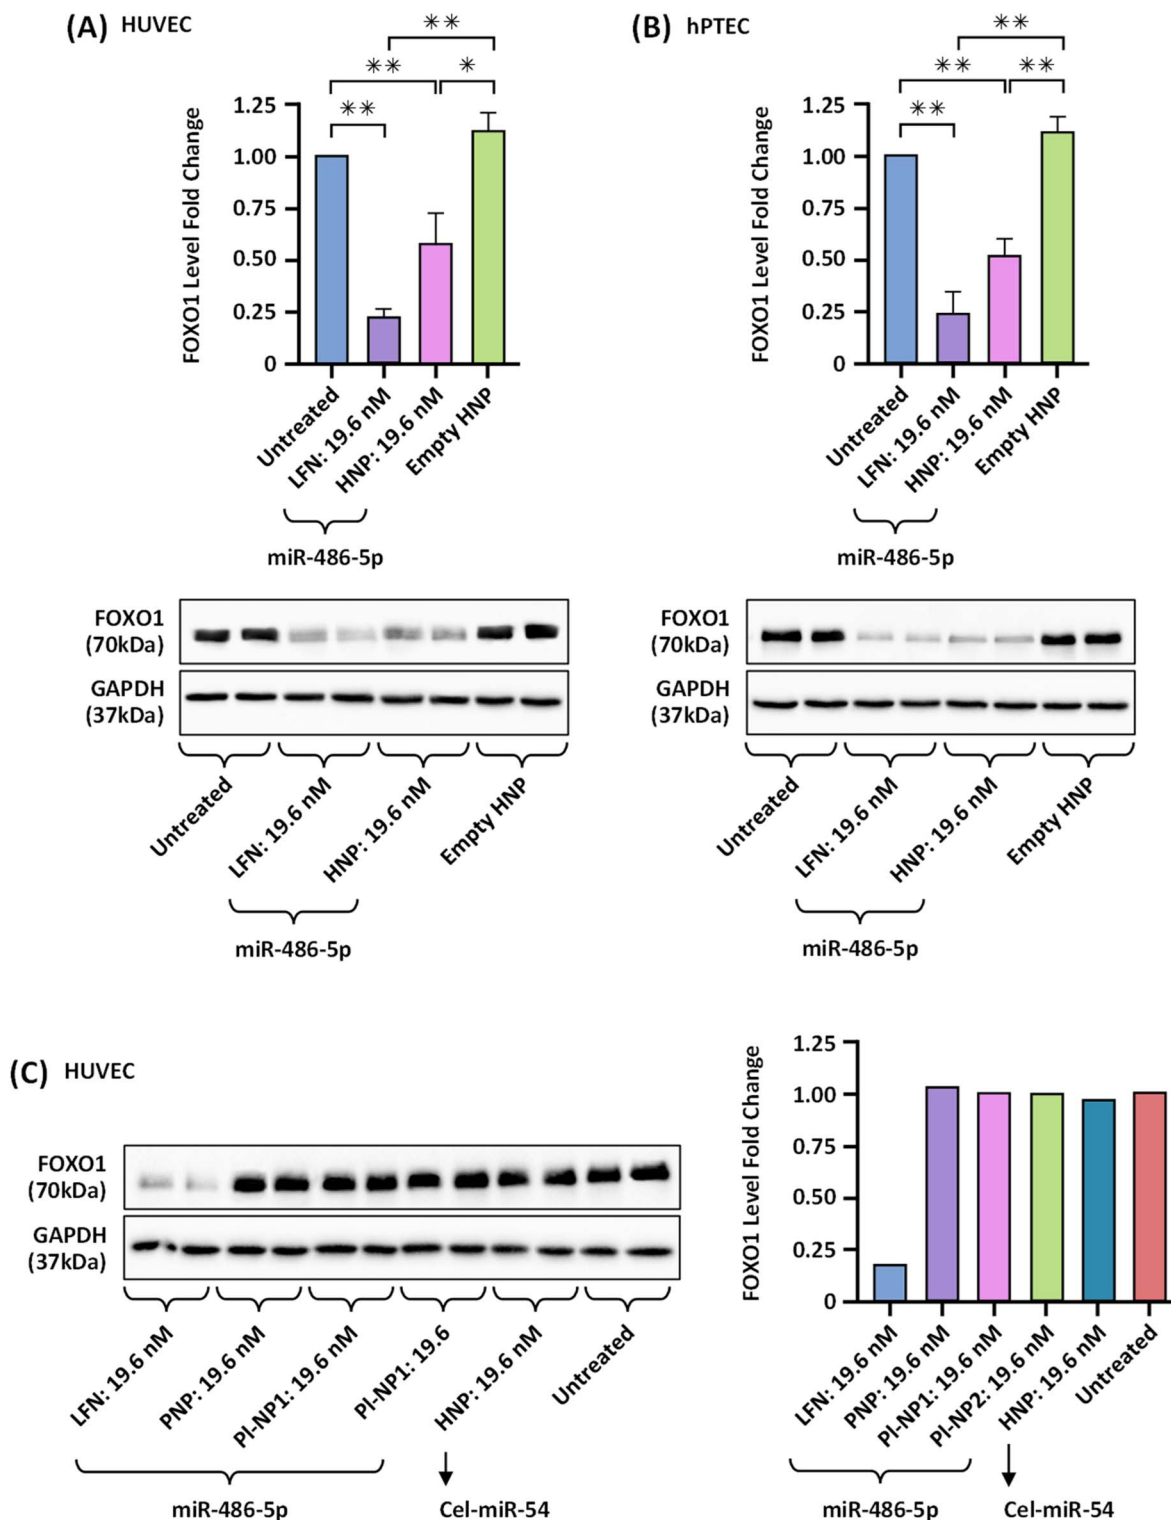 (A) HUVEC
** 
** *
**
FOXO1 Level Fold Change
1.25
1.00
0.75
0.50
0.25
0
Untreated
LFN: 19.6 nM
HNP: 19.6 nM
Empty HNP
miR-486-5p
FOXO1
(70kDa)
GAPDH
(37kDa)
Untreated
LFN: 19.6 nM
HNP: 19.6 nM
Empty HNP
miR-486-5p
(B) hPTEC
**
** **
**
FOXO1 Level Fold Change
1.25
1.00
0.75
0.50
0.25
0
Untreated
LFN: 19.6 nM
HNP: 19.6 nM
Empty HNP
miR-486-5p
FOXO1
(70kDa)
GAPDH
(37kDa)
Untreated
LFN: 19.6 nM
HNP: 19.6 nM
Empty HNP
miR-486-5p
(C) HUVEC
FOXO1
(70kDa)
GAPDH
(37kDa)
LFN: 19.6 nM
PNP: 19.6 nM
PI-NP1: 19.6 nM
PI-NP1: 19.6
HNP: 19.6 nM
Untreated
miR-486-5p
Cel-miR-54
FOXO1 Level Fold Change
1.25
1.00
0.75
0.50
0.25
0
LFN: 19.6 nM
PNP: 19.6 nM
PI-NP1: 19.6 nM
PI-NP2: 19.6 nM
HNP: 19.6 nM
Untreated
miR-486-5p
Cel-miR-54